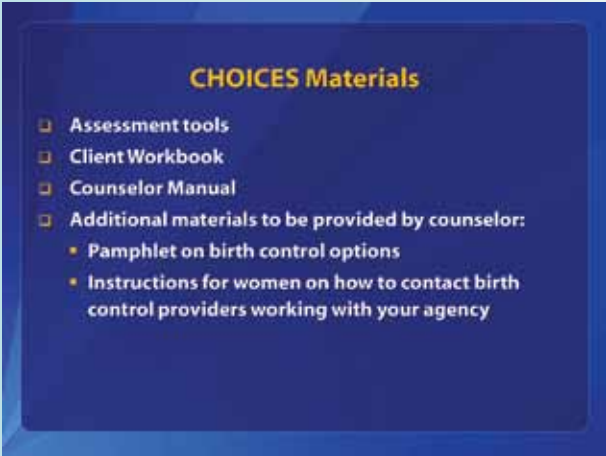 CHOICES Materials
Assessment tools
Client Workbook
Counselor Manual
Additional materials to be provided by counselor:
Pamphlet on birth control options
Instructions for women on how to contact birth
control providers working with your agency